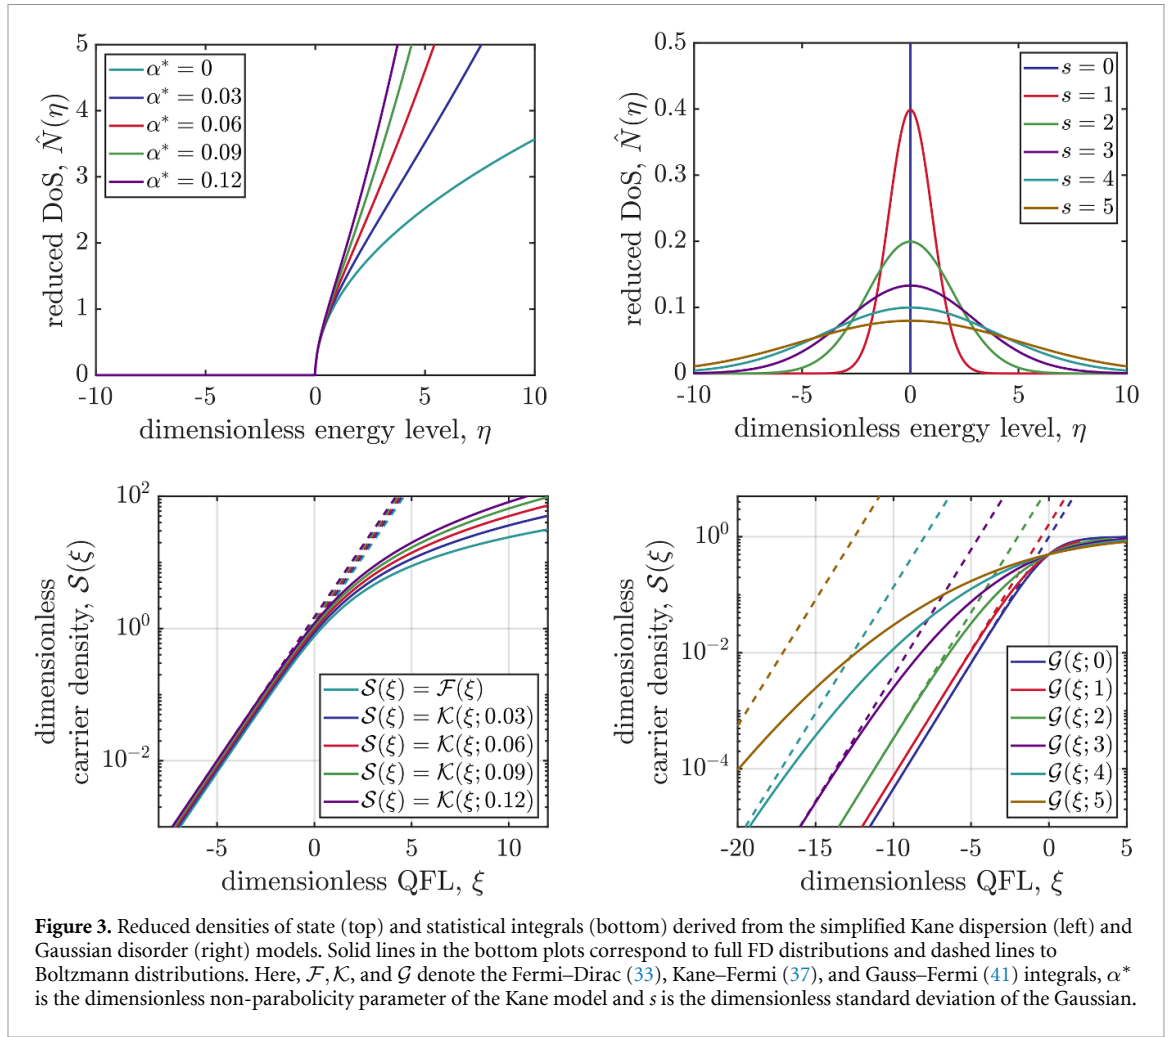 5
4
3
2
1
0
-10
-5
0
5
10
reduced DoS, N̂(η)
dimensionless energy level, η
α* = 0
α* = 0.03
α* = 0.06
α* = 0.09
α* = 0.12
0.5
0.4
0.3
0.2
0.1
0
-10
-5
0
5
10
reduced DoS, N̂(η)
dimensionless energy level, η
s = 0
s = 1
s = 2
s = 3
s = 4
s = 5
10²
10⁰
10⁻²
-5
0
5
10
dimensionless
carrier density, 𝒮(ξ)
dimensionless QFL, ξ
𝒮(ξ) = ℱ(ξ)
𝒮(ξ) = 𝒦(ξ; 0.03)
𝒮(ξ) = 𝒦(ξ; 0.06)
𝒮(ξ) = 𝒦(ξ; 0.09)
𝒮(ξ) = 𝒦(ξ; 0.12)
10⁰
10⁻²
10⁻⁴
-20
-15
-10
-5
0
5
dimensionless
carrier density, 𝒮(ξ)
dimensionless QFL, ξ
𝒢(ξ; 0)
𝒢(ξ; 1)
𝒢(ξ; 2)
𝒢(ξ; 3)
𝒢(ξ; 4)
𝒢(ξ; 5)
Figure 3. Reduced densities of state (top) and statistical integrals (bottom) derived from the simplified Kane dispersion (left) and
Gaussian disorder (right) models. Solid lines in the bottom plots correspond to full FD distributions and dashed lines to
Boltzmann distributions. Here, ℱ, 𝒦, and 𝒢 denote the Fermi–Dirac (33), Kane–Fermi (37), and Gauss–Fermi (41) integrals, α*
is the dimensionless non-parabolicity parameter of the Kane model and s is the dimensionless standard deviation of the Gaussian.